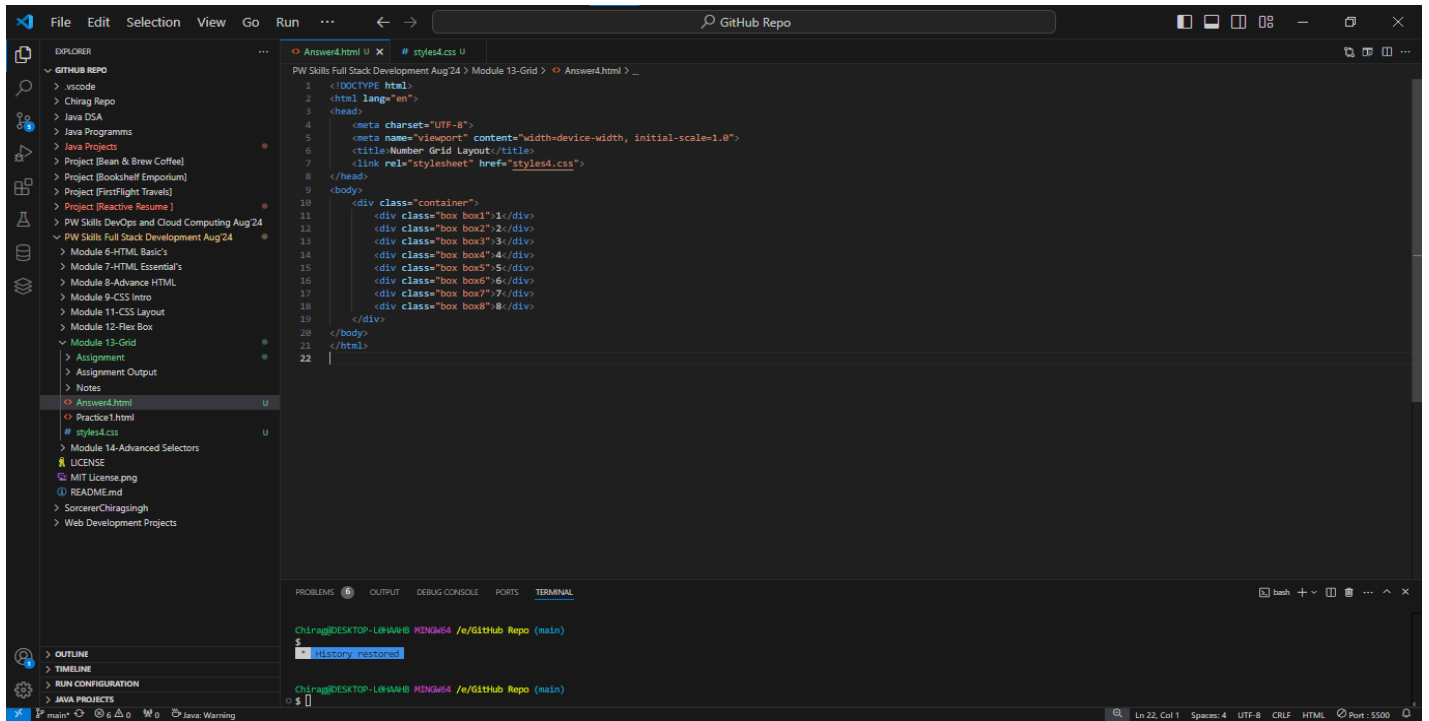 File Edit Selection View Go Run ··· ← → GitHub Repo
EXPLORER ···
GITHUB REPO
> .vscode
> Chirag Repo
> Java DSA
> Java Programms
> Java Projects
> Project [Bean & Brew Coffee]
> Project [Bookshelf Emporium]
> Project [FirstFlight Travels]
> Project [Reactive Resume ]
> PW Skills DevOps and Cloud Computing Aug'24
PW Skills Full Stack Development Aug'24
> Module 6-HTML Basic's
> Module 7-HTML Essential's
> Module 8-Advance HTML
> Module 9-CSS Intro
> Module 11-CSS Layout
> Module 12-Flex Box
Module 13-Grid
> Assignment
> Assignment Output
> Notes
<> Answer4.html U
<> Practice1.html
# styles4.css U
> Module 14-Advanced Selectors
LICENSE
MIT License.png
README.md
> SorcererChiragsingh
> Web Development Projects
> OUTLINE
> TIMELINE
> RUN CONFIGURATION
> JAVA PROJECTS
<> Answer4.html U × # styles4.css U
PW Skills Full Stack Development Aug'24 > Module 13-Grid > <> Answer4.html > ...
1 <!DOCTYPE html>
2 <html lang="en">
3 <head>
4 <meta charset="UTF-8">
5 <meta name="viewport" content="width=device-width, initial-scale=1.0">
6 <title>Number Grid Layout</title>
7 <link rel="stylesheet" href="styles4.css">
8 </head>
9 <body>
10 <div class="container">
11 <div class="box box1">1</div>
12 <div class="box box2">2</div>
13 <div class="box box3">3</div>
14 <div class="box box4">4</div>
15 <div class="box box5">5</div>
16 <div class="box box6">6</div>
17 <div class="box box7">7</div>
18 <div class="box box8">8</div>
19 </div>
20 </body>
21 </html>
22
PROBLEMS 6 OUTPUT DEBUG CONSOLE PORTS TERMINAL bash
Chirag@DESKTOP-L0HAAHB MINGW64 /e/GitHub Repo (main)
$
* History restored
Chirag@DESKTOP-L0HAAHB MINGW64 /e/GitHub Repo (main)
$
main* 6 0 0 Java: Warning Ln 22, Col 1 Spaces: 4 UTF-8 CRLF HTML Port : 5500